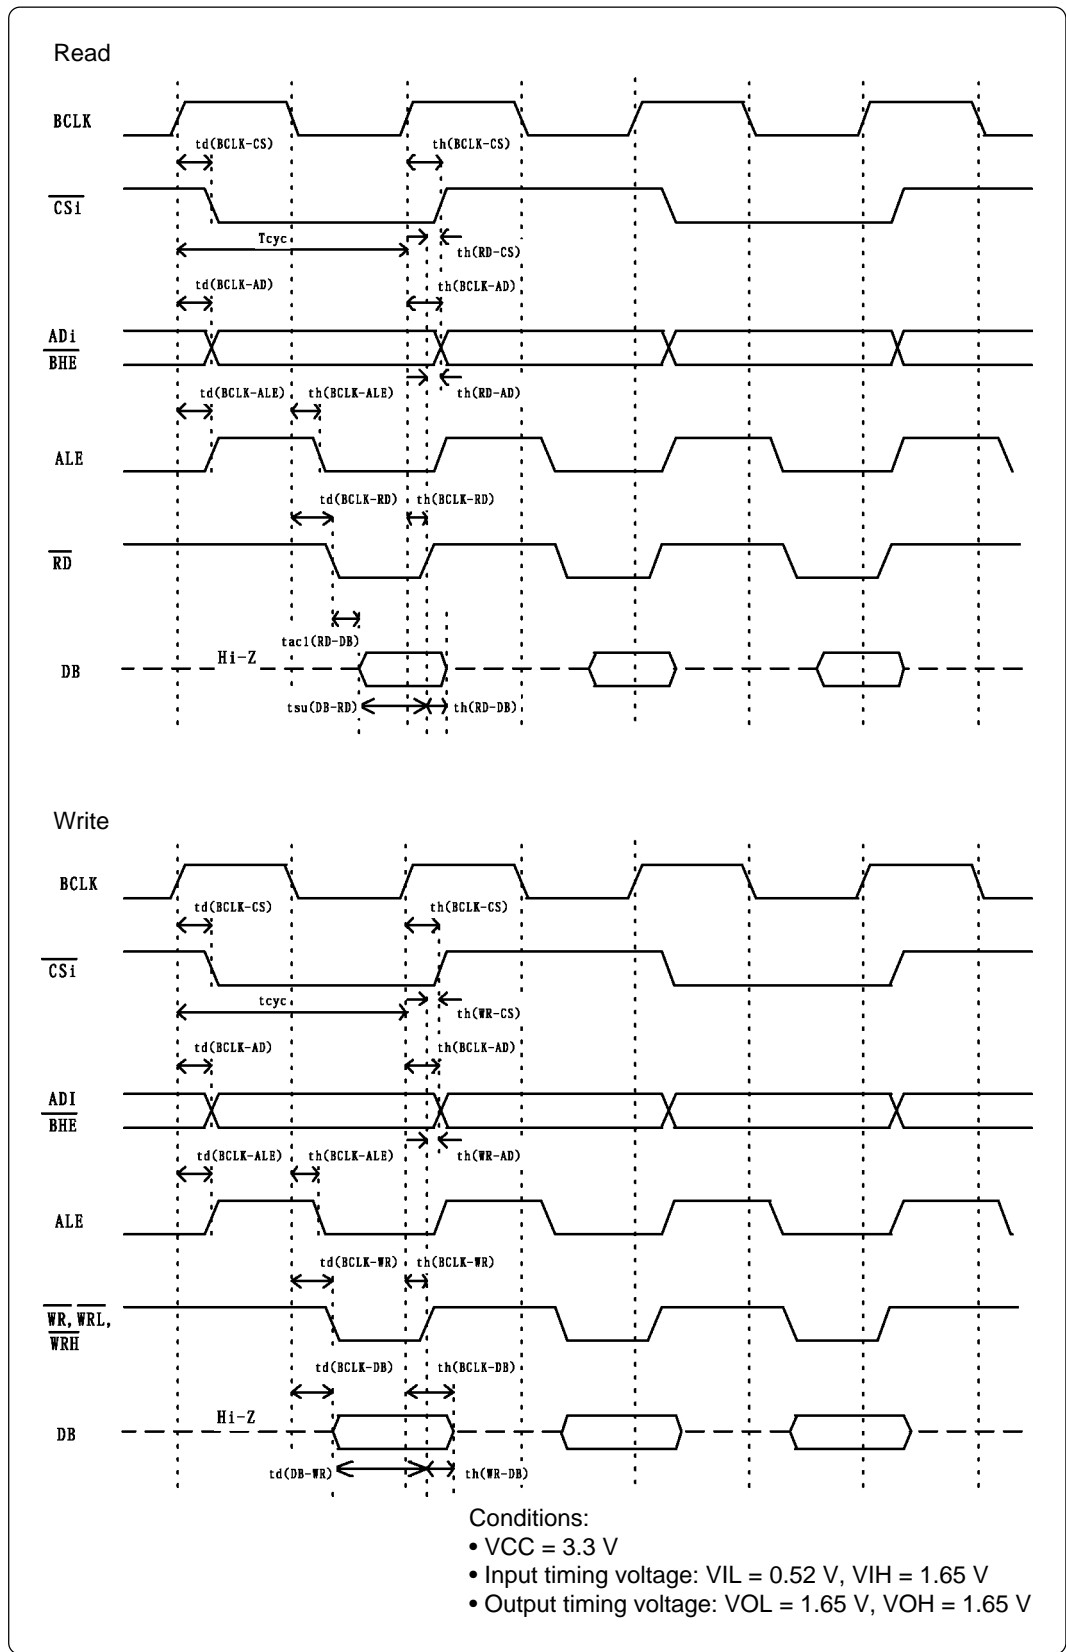 Read
BCLK
td(BCLK-CS) th(BCLK-CS)
CSi
Tcyc
th(RD-CS)
td(BCLK-AD) th(BCLK-AD)
ADi
BHE
th(RD-AD)
td(BCLK-ALE) th(BCLK-ALE)
ALE
td(BCLK-RD) th(BCLK-RD)
RD
tac1(RD-DB)
Hi-Z
DB
tsu(DB-RD) th(RD-DB)
Write
BCLK
td(BCLK-CS) th(BCLK-CS)
CSi
tcyc
th(WR-CS)
td(BCLK-AD) th(BCLK-AD)
ADI
BHE
th(WR-AD)
td(BCLK-ALE) th(BCLK-ALE)
ALE
td(BCLK-WR) th(BCLK-WR)
WR, WRL,
WRH
td(BCLK-DB) th(BCLK-DB)
Hi-Z
DB
td(DB-WR) th(WR-DB)
Conditions:
• VCC = 3.3 V
• Input timing voltage: VIL = 0.52 V, VIH = 1.65 V
• Output timing voltage: VOL = 1.65 V, VOH = 1.65 V